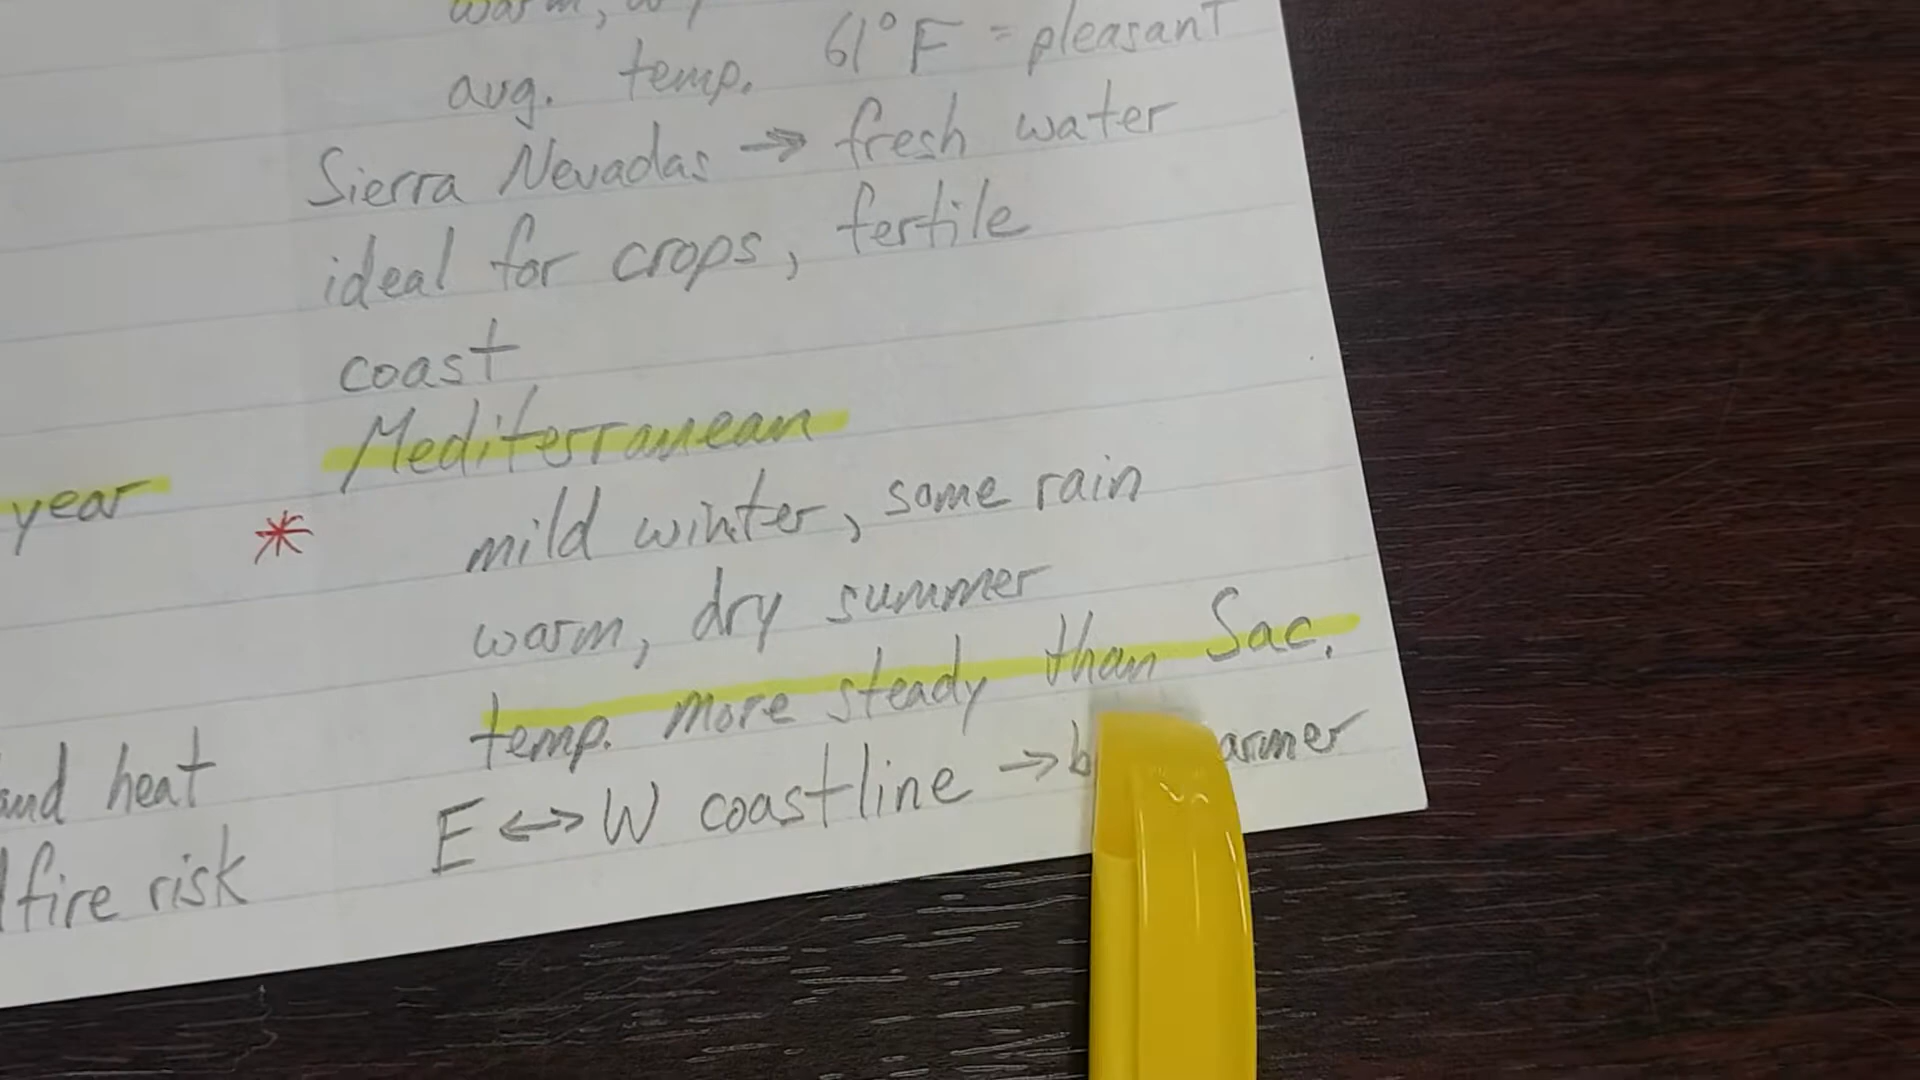 avg. temp. 61°F = pleasant
Sierra Nevadas → fresh water
ideal for crops, fertile
coast
Mediterranean
year
* mild winter, some rain
warm, dry summer
temp. more steady than Sac.
and heat
E ↔ W coastline →
fire risk